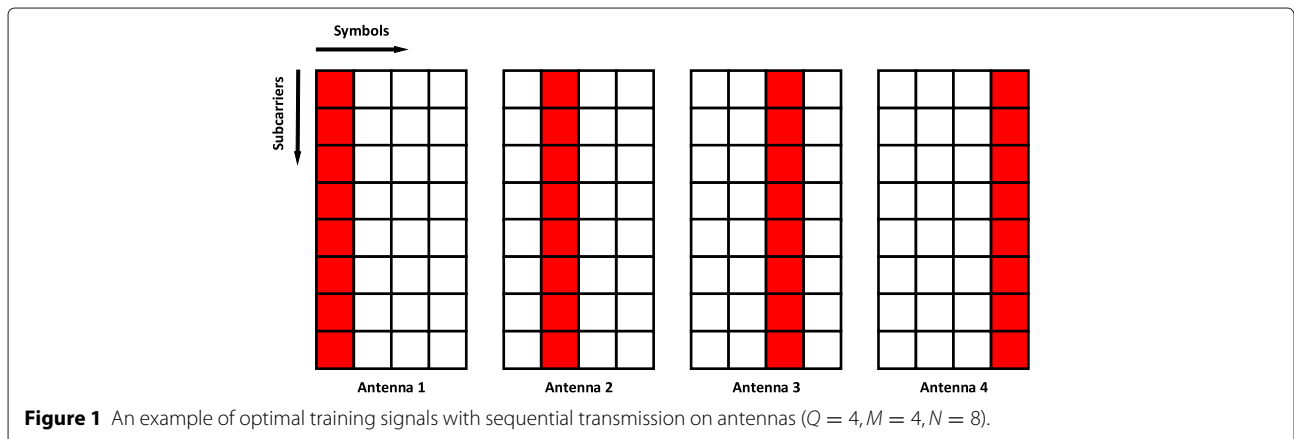 Symbols
Subcarriers
Antenna 1
Antenna 2
Antenna 3
Antenna 4
Figure 1 An example of optimal training signals with sequential transmission on antennas (Q = 4, M = 4, N = 8).